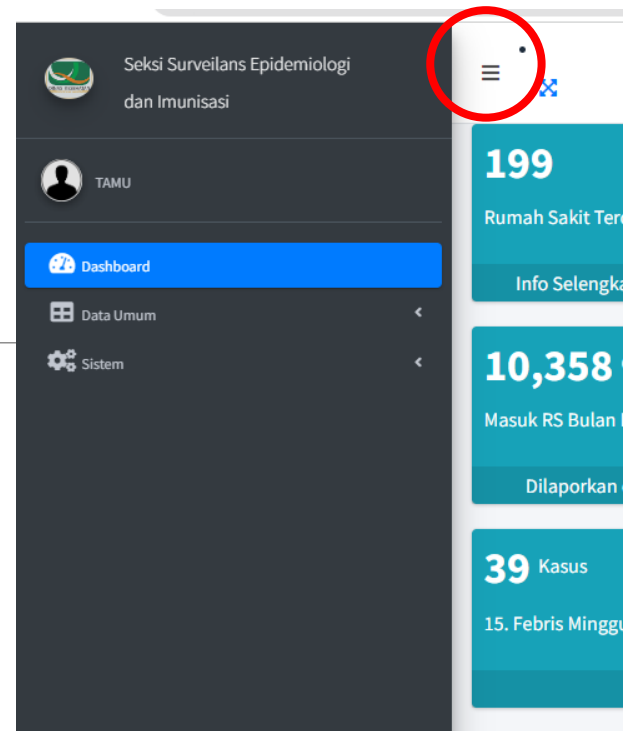 Seksi Surveilans Epidemiologi
dan Imunisasi
TAMU
Dashboard
Data Umum
Sistem
199
Rumah Sakit
Info
10,358
Masuk RS Bulan
Dilaporkan
39 Kasus
15. Febris